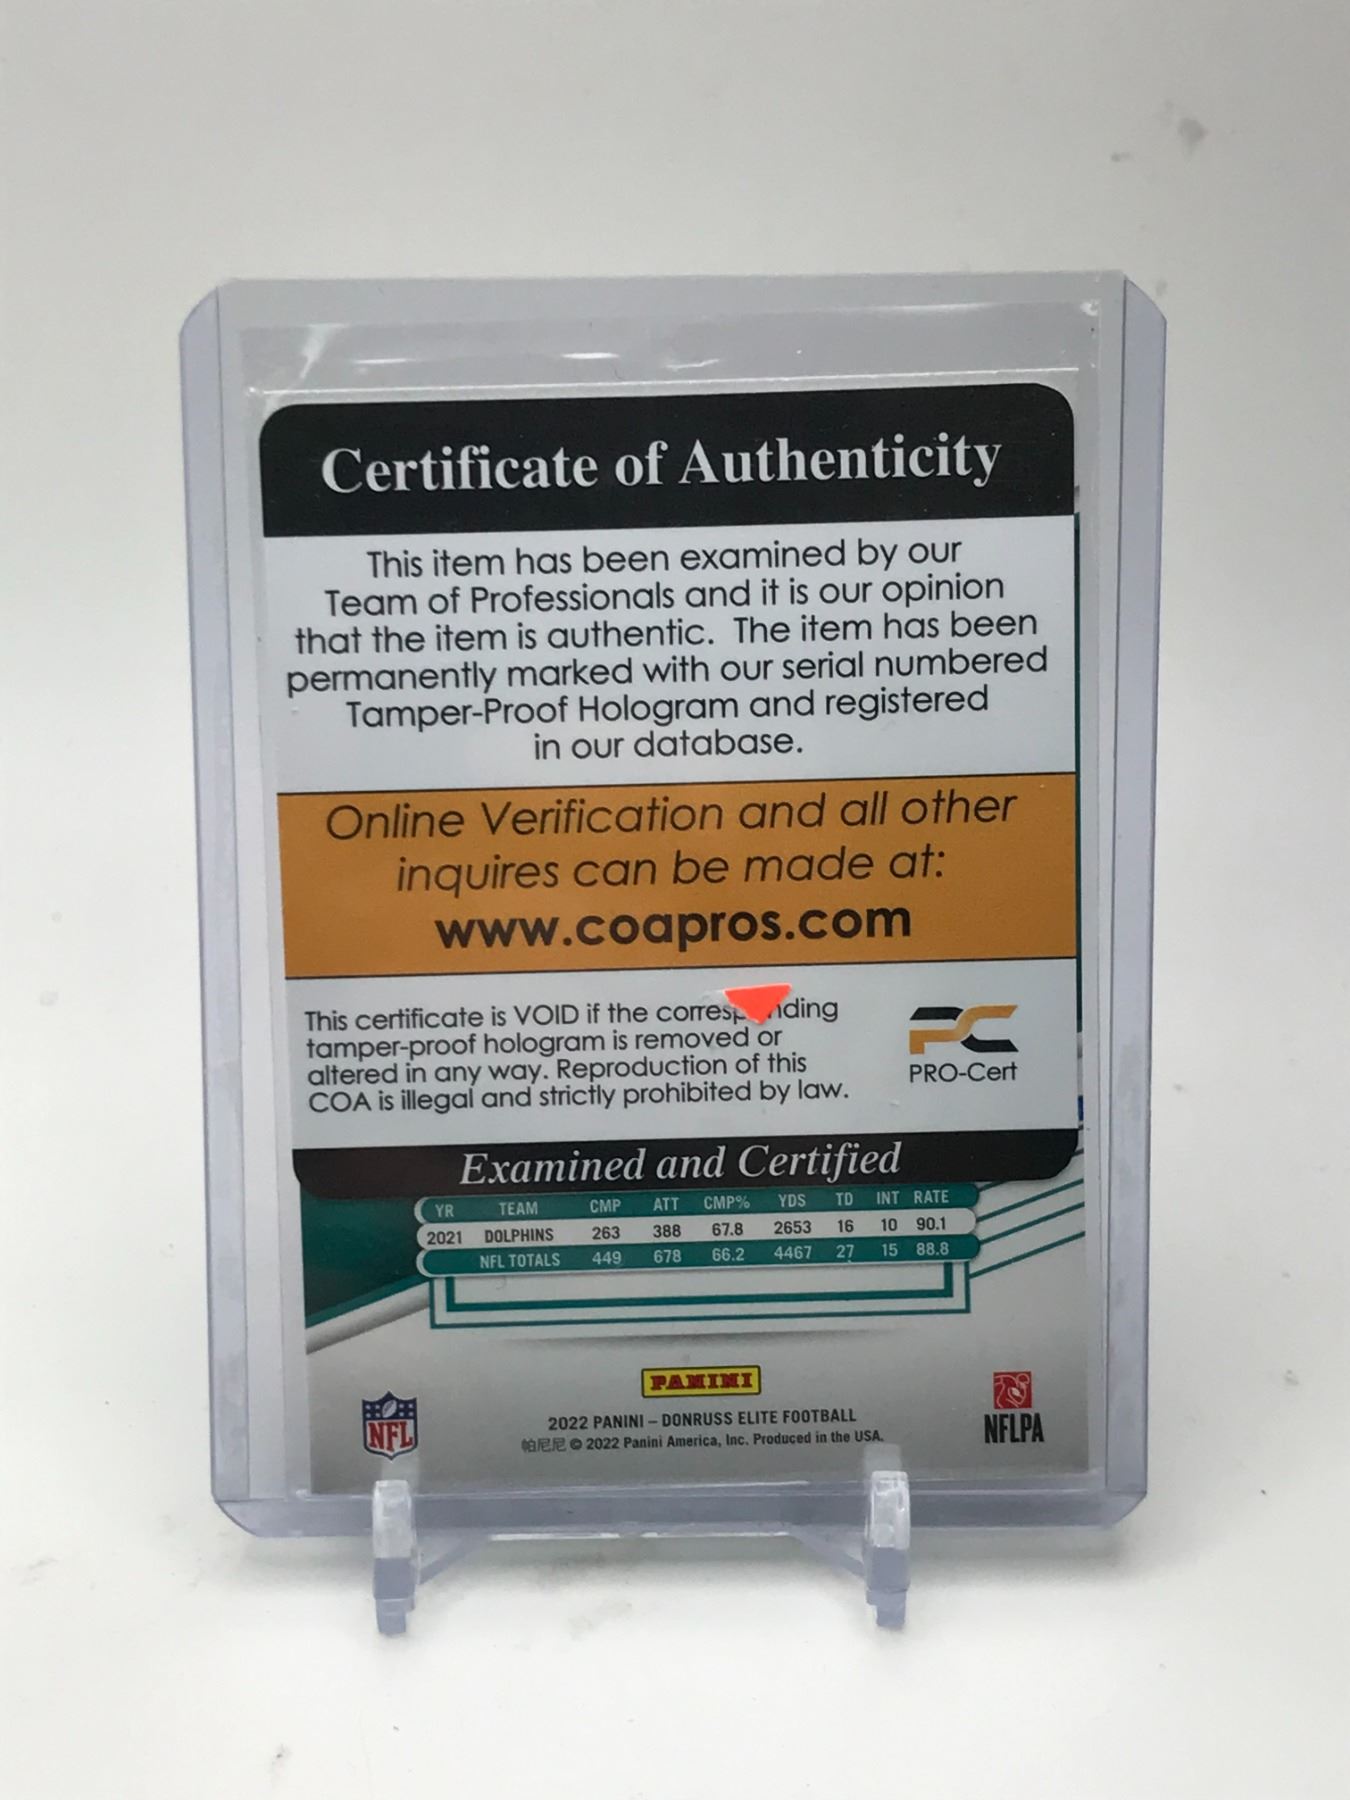 Certificate of Authenticity
This item has been examined by our
Team of Professionals and it is our opinion
that the item is authentic. The item has been
permanently marked with our serial numbered
Tamper-Proof Hologram and registered
in our database.
Online Verification and all other
inquires can be made at:
www.coapros.com
This certificate is VOID if the
tamper-proof hologram is removed or
altered in any way. Reproduction of this
COA is illegal and strictly prohibited by law.
PC
PRO-Cert
Examined and Certified
YR TEAM CMP ATT CMP% YDS TD INT RATE
2021 DOLPHINS 263 388 67.8 2653 16 10 90.1
NFL TOTALS 449 678 66.2 4467 27 15 88.8
PANINI
NFL
2022 PANINI – DONRUSS ELITE FOOTBALL
帕尼尼 © 2022 Panini America, Inc. Produced in the USA.
NFLPA